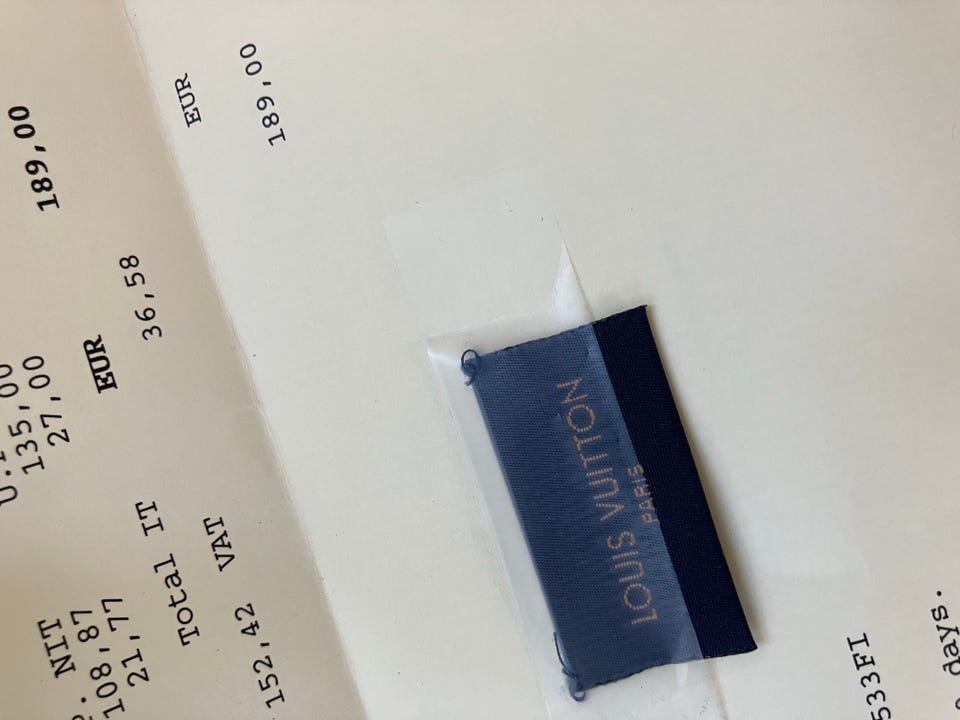 NIT
108,87 135,00
21,77 27,00
Total IT EUR 189,00
152,42 VAT 36,58
EUR
189,00
LOUIS VUITTON
PARIS
533FI
days.